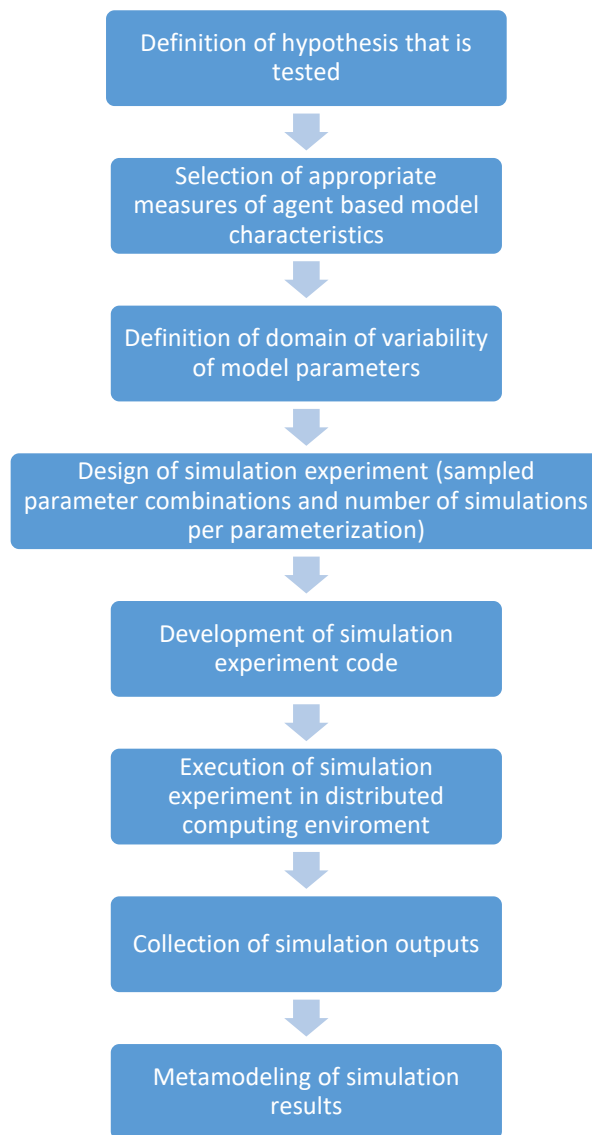 Definition of hypothesis that is
tested
Selection of appropriate
measures of agent based model
characteristics
Definition of domain of variability
of model parameters
Design of simulation experiment (sampled
parameter combinations and number of simulations
per parameterization)
Development of simulation
experiment code
Execution of simulation
experiment in distributed
computing enviroment
Collection of simulation outputs
Metamodeling of simulation
results